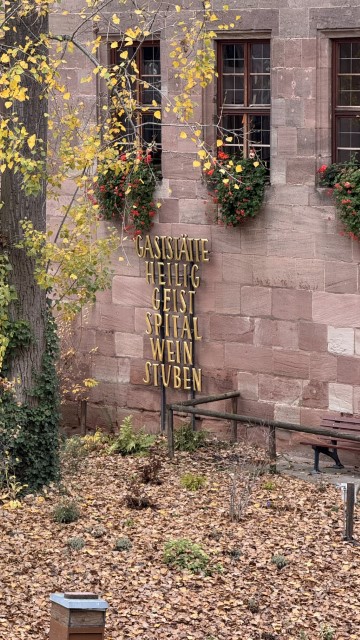 GASTSTÄTTE
HEILIG
GEIST
SPITAL
WEIN
STUBEN